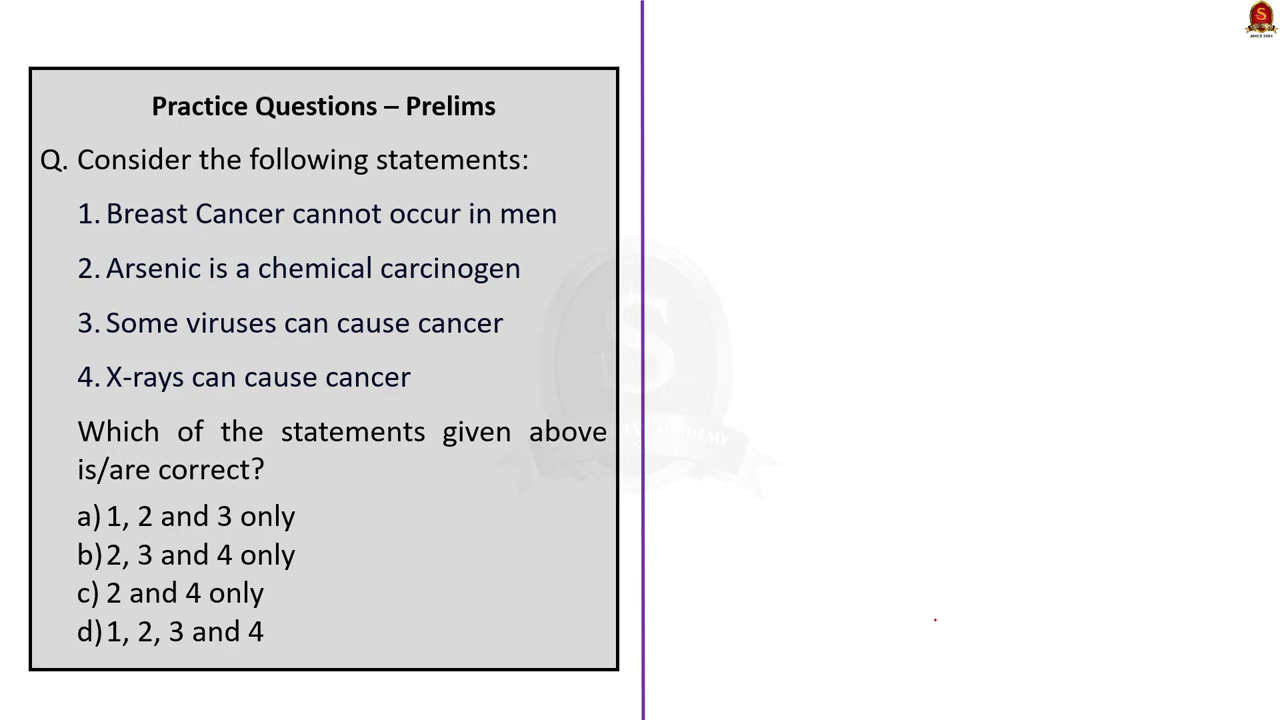 Practice Questions – Prelims
Q. Consider the following statements:
1. Breast Cancer cannot occur in men
2. Arsenic is a chemical carcinogen
3. Some viruses can cause cancer
4. X-rays can cause cancer
Which of the statements given above
is/are correct?
a) 1, 2 and 3 only
b) 2, 3 and 4 only
c) 2 and 4 only
d) 1, 2, 3 and 4
S
SINCE 2004
S
ACADEMY